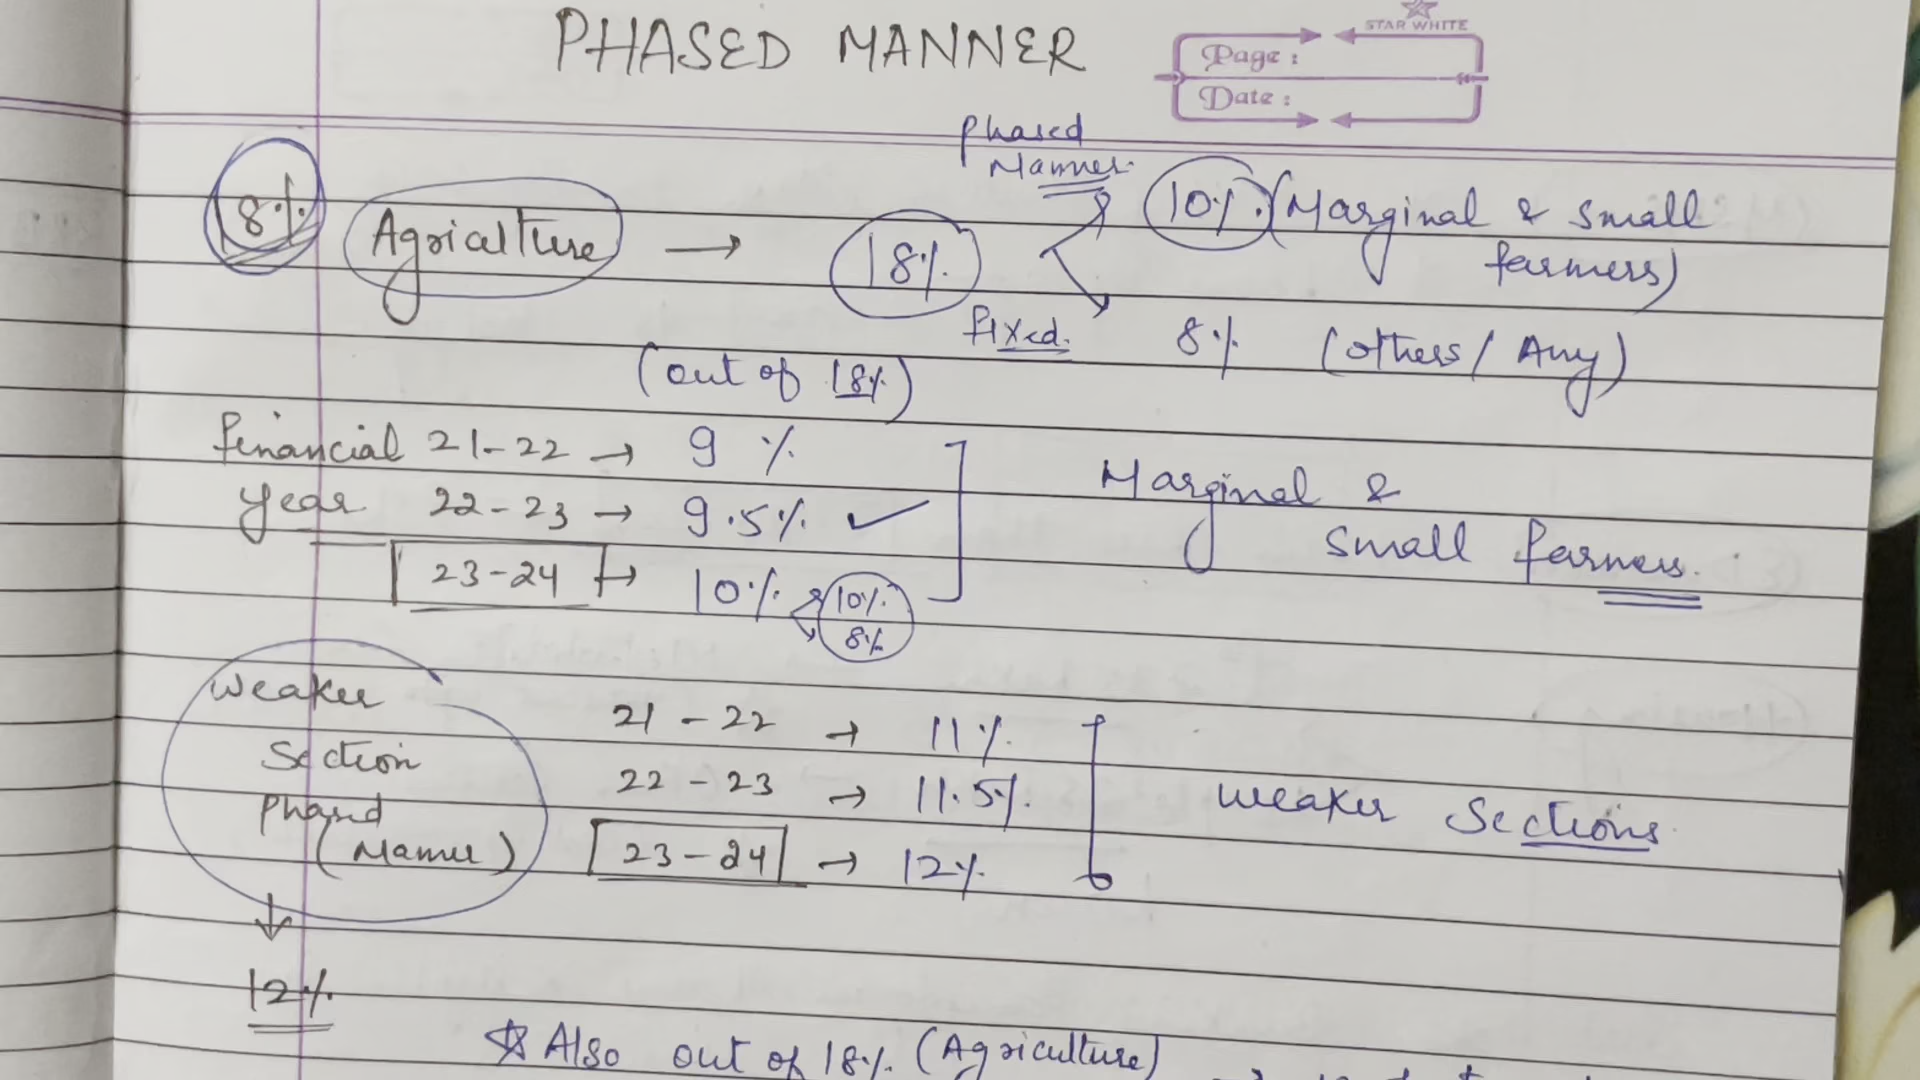 PHASED MANNER
STAR WHITE
Page :
Date :
Phased
Manner
18%
Agriculture → 18%
10% (Marginal & small
farmers)
fixed. 8% (others/ Any)
(out of 18%)
financial 21-22 → 9 %
year 22-23 → 9.5% ✓
23-24 → 10% 10%
8%
Marginal &
small farmers.
Weaker
Section
Phased
(Manner)
21-22 → 11%
22-23 → 11.5%
23-24 → 12%
Weaker Sections
↓
12%
☆ Also out of 18% (Agriculture)